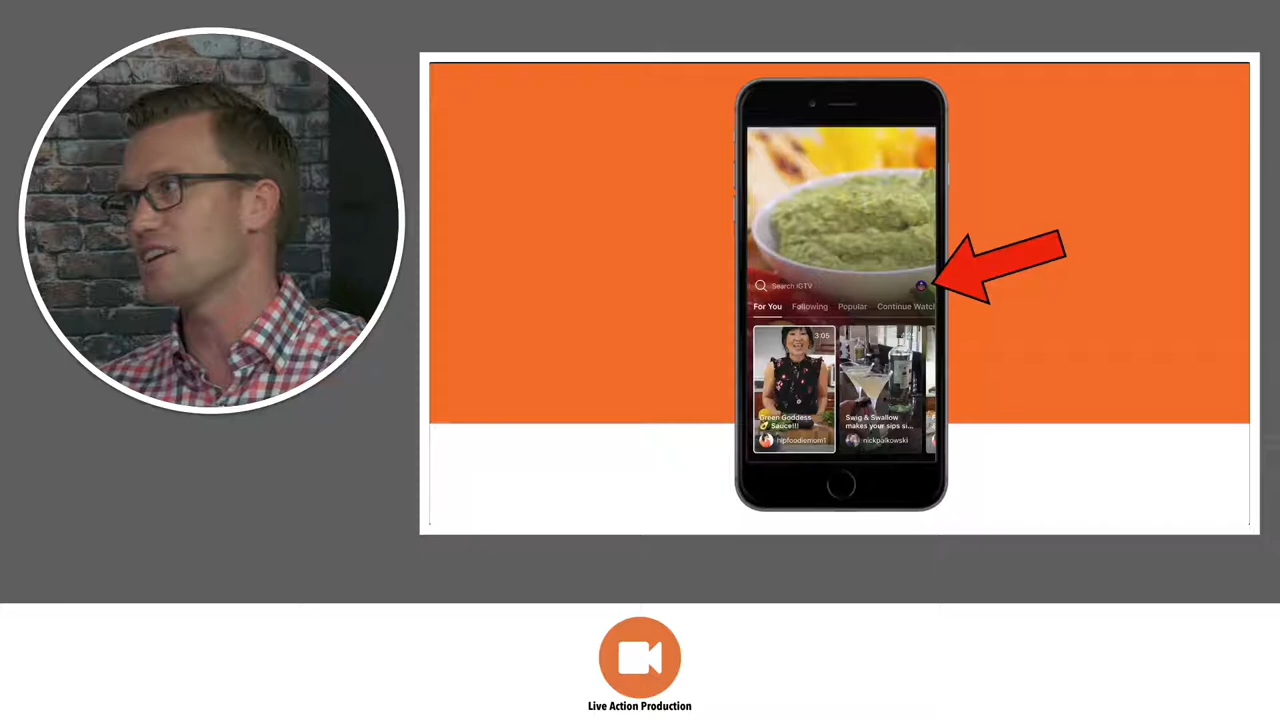 Search IGTV
For You Following Popular Continue Watch
3:05
Green Goddess
Sauce!!!
hipfoodiemom1
Swig & Swallow
makes your sips si...
nickpalkowski
Live Action Production